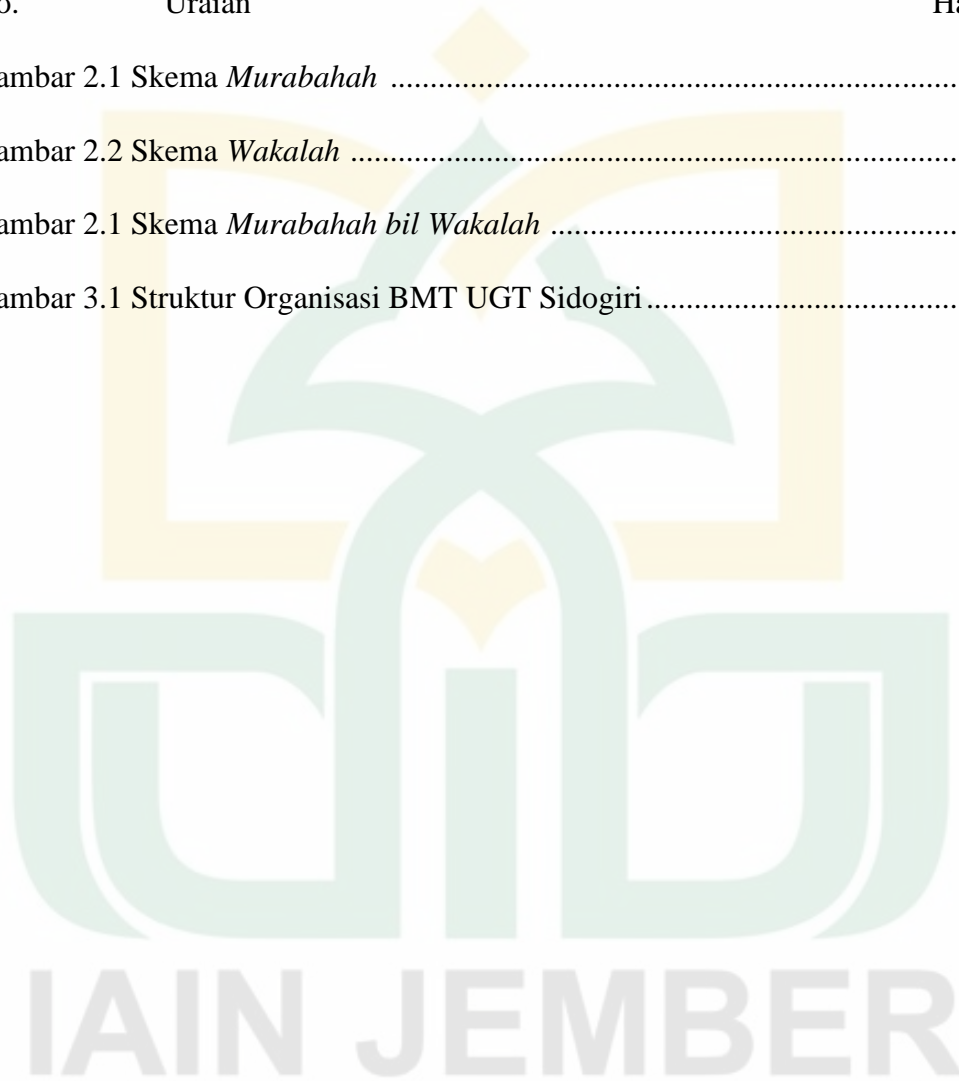 o. Uraian Ha
ambar 2.1 Skema Murabahah ........................................................................
ambar 2.2 Skema Wakalah .............................................................................
ambar 2.1 Skema Murabahah bil Wakalah ...................................................
ambar 3.1 Struktur Organisasi BMT UGT Sidogiri .......................................
IAIN JEMBER